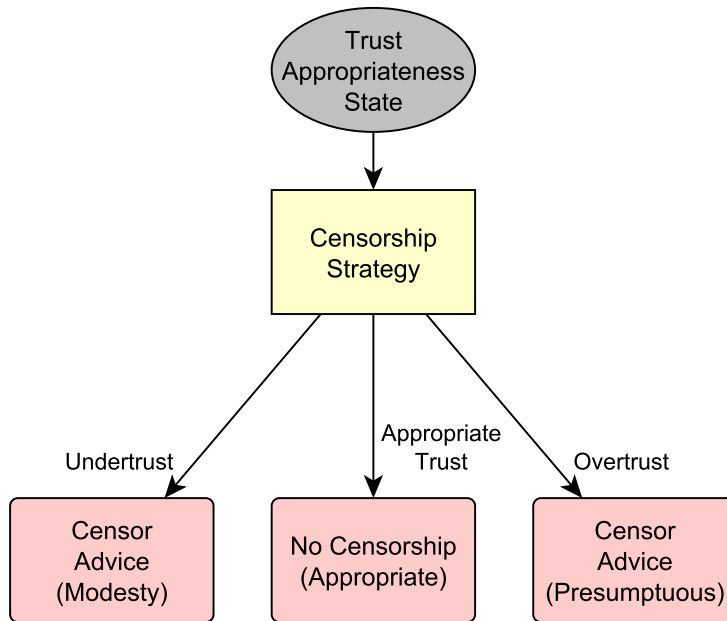 Trust
Appropriateness
State
Censorship
Strategy
Undertrust
Appropriate
Trust
Overtrust
Censor
Advice
(Modesty)
No Censorship
(Appropriate)
Censor
Advice
(Presumptuous)